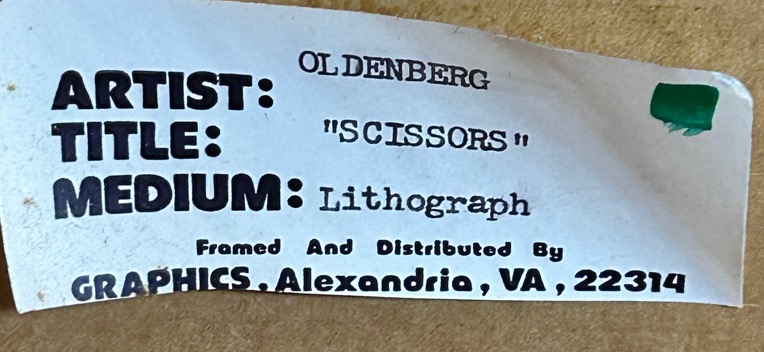 ARTIST: OLDENBERG
TITLE: "SCISSORS"
MEDIUM: Lithograph
Framed And Distributed By
GRAPHICS, Alexandria, VA, 22314